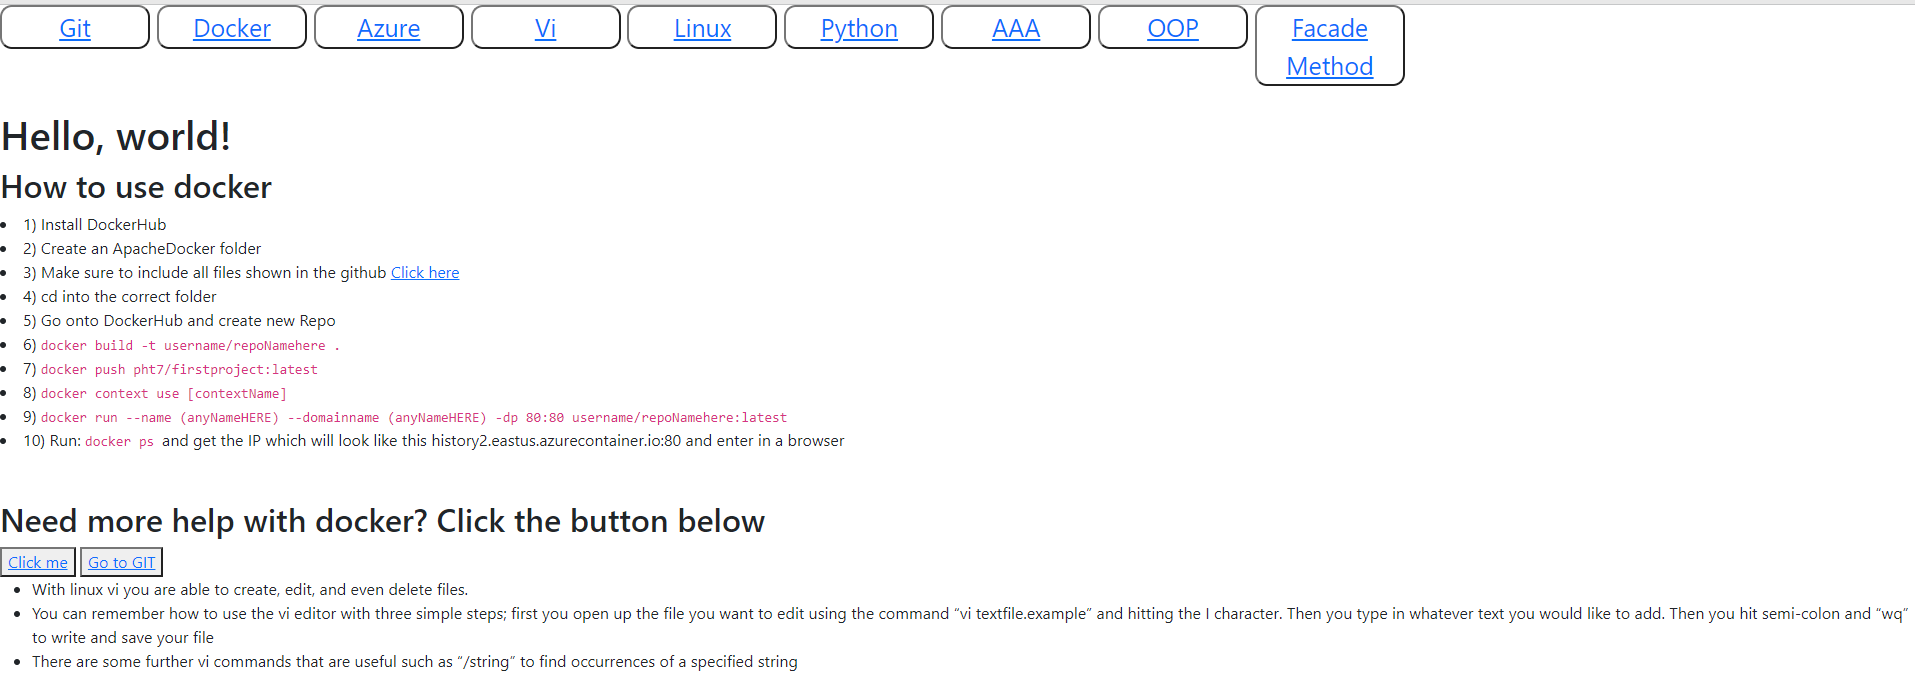 Git Docker Azure Vi Linux Python AAA OOP Facade
Method
Hello, world!
How to use docker
• 1) Install DockerHub
• 2) Create an ApacheDocker folder
• 3) Make sure to include all files shown in the github Click here
• 4) cd into the correct folder
• 5) Go onto DockerHub and create new Repo
• 6) docker build -t username/repoNamehere .
• 7) docker push pht7/firstproject:latest
• 8) docker context use [contextName]
• 9) docker run --name (anyNameHERE) --domainname (anyNameHERE) -dp 80:80 username/repoNamehere:latest
• 10) Run: docker ps and get the IP which will look like this history2.eastus.azurecontainer.io:80 and enter in a browser
Need more help with docker? Click the button below
Click me Go to GIT
• With linux vi you are able to create, edit, and even delete files.
• You can remember how to use the vi editor with three simple steps; first you open up the file you want to edit using the command “vi textfile.example” and hitting the I character. Then you type in whatever text you would like to add. Then you hit semi-colon and “wq”
to write and save your file
• There are some further vi commands that are useful such as “/string” to find occurrences of a specified string